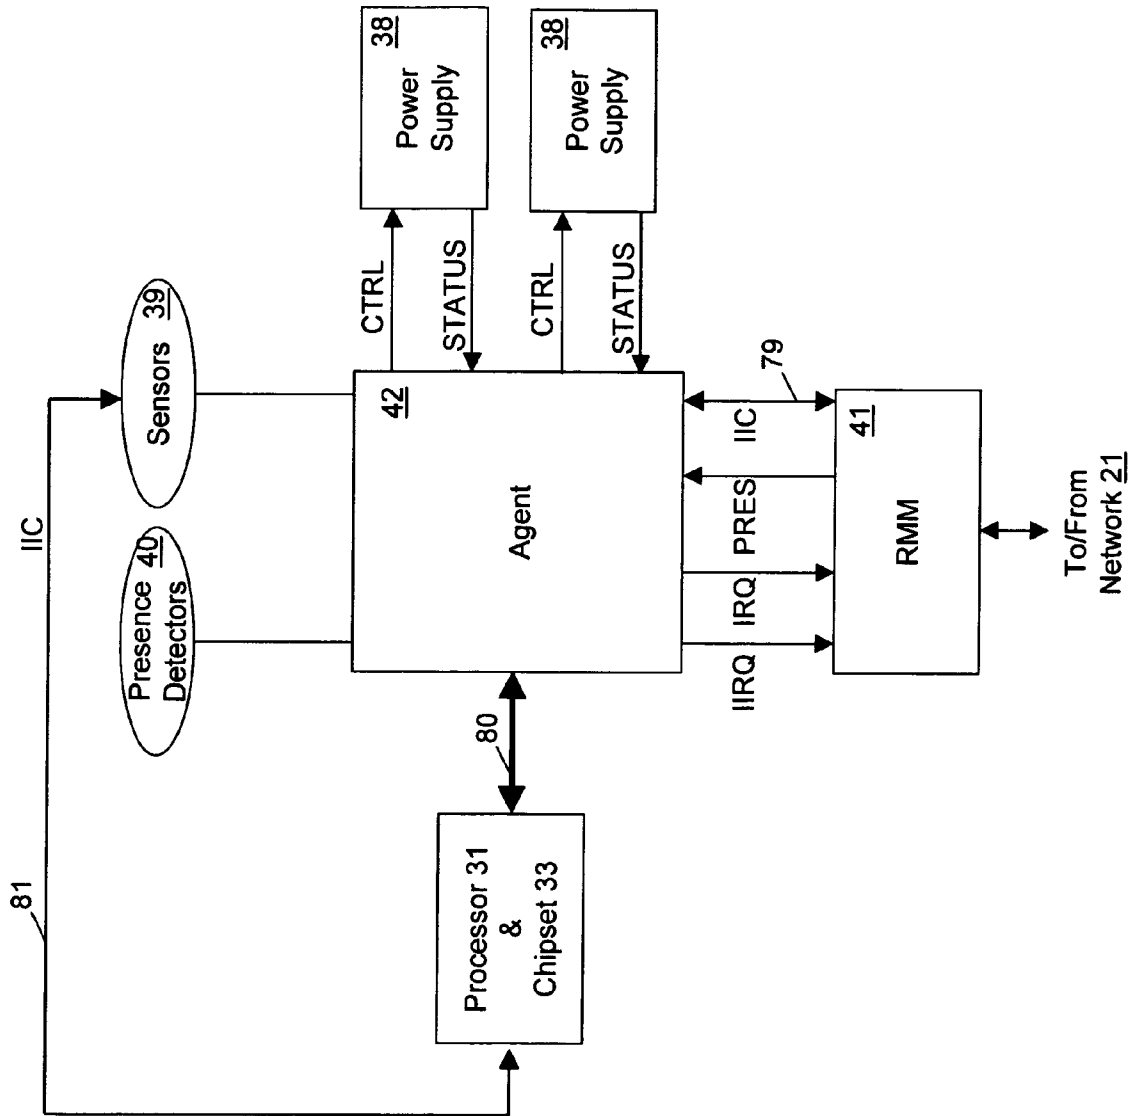 81
IIC
Presence 40
Detectors
Sensors 39
Processor 31
&
Chipset 33
80
Agent
42
CTRL
STATUS
38
Power
Supply
CTRL
STATUS
38
Power
Supply
IIRQ
IRQ
PRES
IIC
79
RMM
41
To/From
Network 21